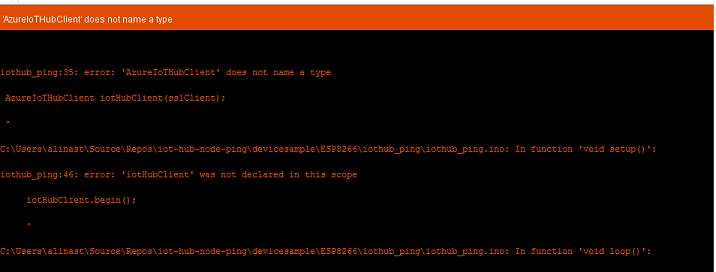 'AzureIoTHubClient' does not name a type
iothub_ping:35: error: 'AzureIoTHubClient' does not name a type
AzureIoTHubClient iotHubClient(sslClient);
^
C:\Users\alinast\Source\Repos\iot-hub-node-ping\devicesample\ESP8266\iothub_ping\iothub_ping.ino: In function 'void setup()':
iothub_ping:46: error: 'iotHubClient' was not declared in this scope
iotHubClient.begin();
^
C:\Users\alinast\Source\Repos\iot-hub-node-ping\devicesample\ESP8266\iothub_ping\iothub_ping.ino: In function 'void loop()':